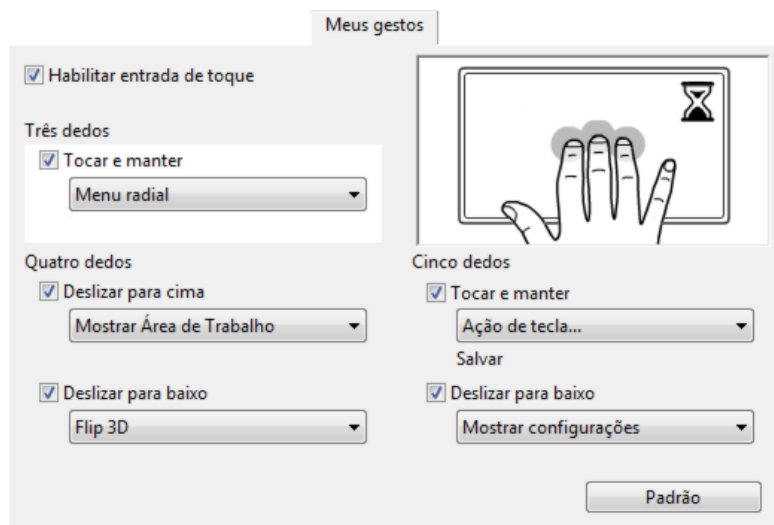 Meus gestos
Habilitar entrada de toque
Três dedos
Tocar e manter
Menu radial
Quatro dedos
Deslizar para cima
Mostrar Área de Trabalho
Deslizar para baixo
Flip 3D
Cinco dedos
Tocar e manter
Ação de tecla...
Salvar
Deslizar para baixo
Mostrar configurações
Padrão